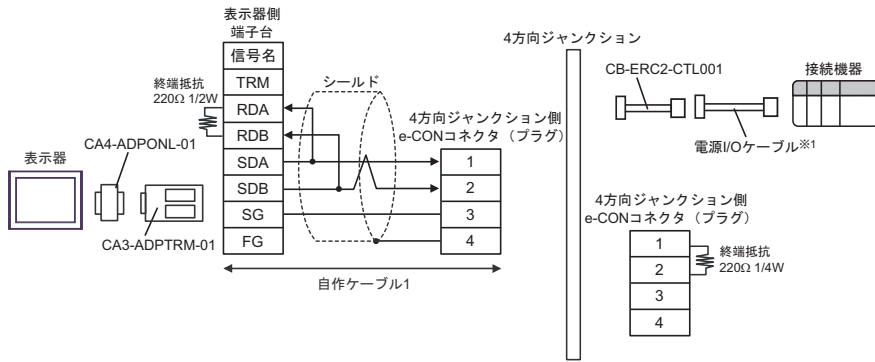 表示器側
端子台
信号名
TRM
RDA
RDB
SDA
SDB
SG
FG
終端抵抗
220Ω 1/2W
シールド
4方向ジャンクション側
e-CONコネクタ（プラグ）
1
2
3
4
表示器
CA4-ADPONL-01
CA3-ADPTRM-01
自作ケーブル1
4方向ジャンクション
CB-ERC2-CTL001
接続機器
電源I/Oケーブル※1
4方向ジャンクション側
e-CONコネクタ（プラグ）
1
2
3
4
終端抵抗
220Ω 1/4W